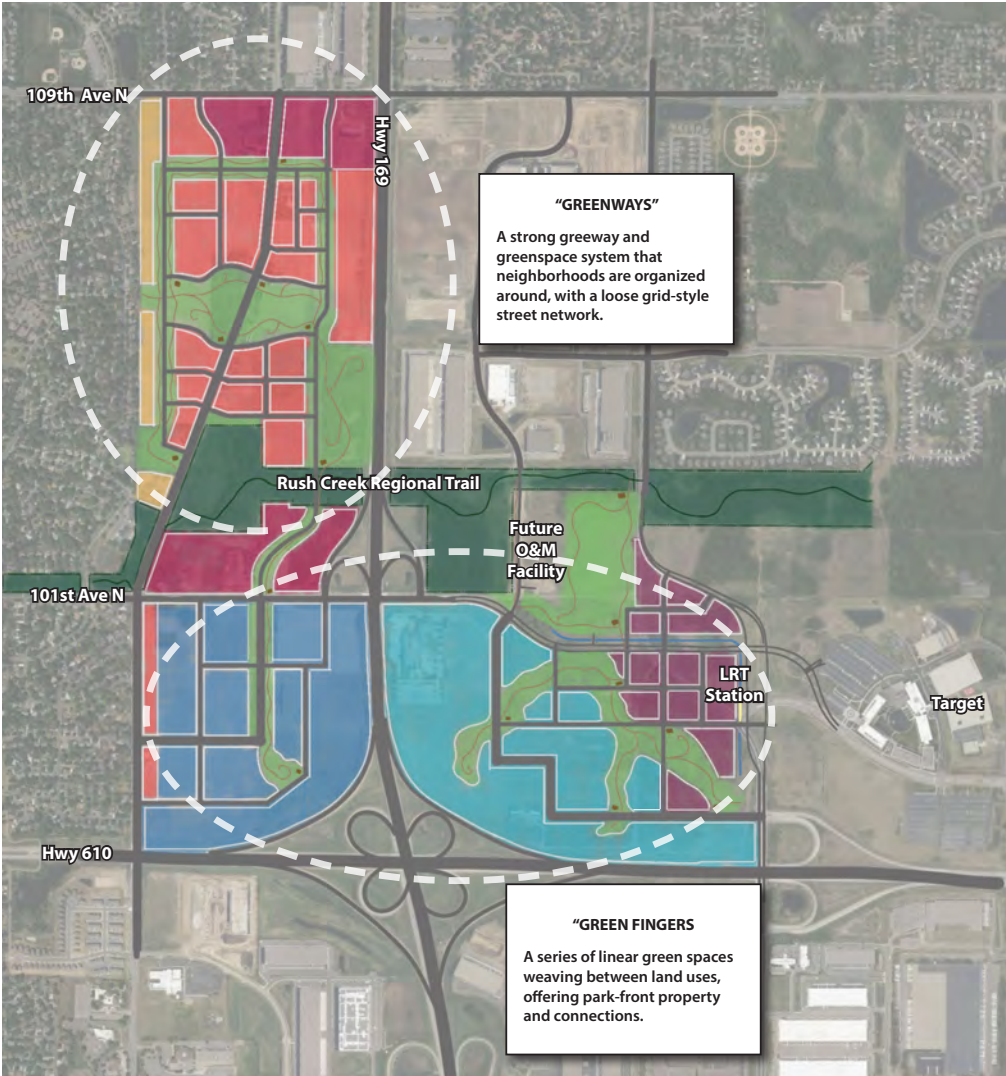 109th Ave N
Hwy 169
“GREENWAYS”
A strong greeway and
greenspace system that
neighborhoods are organized
around, with a loose grid-style
street network.
Rush Creek Regional Trail
Future
O&M
Facility
101st Ave N
LRT
Station
Target
Hwy 610
“GREEN FINGERS
A series of linear green spaces
weaving between land uses,
offering park-front property
and connections.